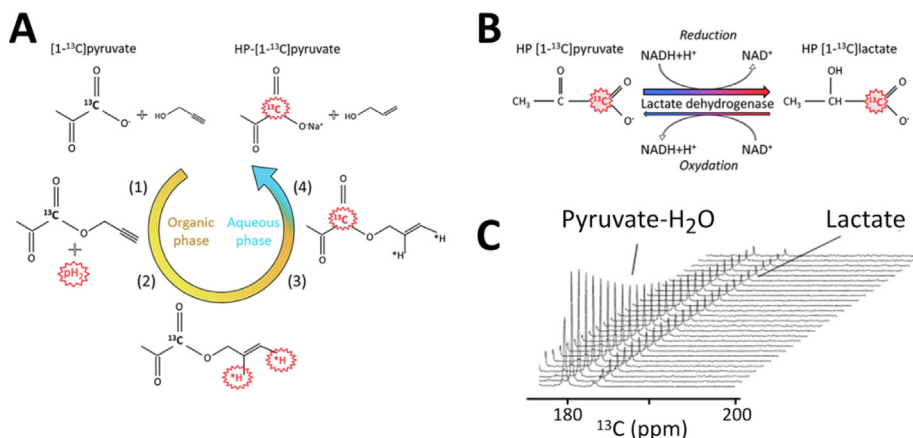 A
[1-¹³C]pyruvate
HP-[1-¹³C]pyruvate
O
¹³C
O⁻
O
÷
HO
O
¹³C
O⁻Na⁺
O
÷
HO
(1)
(4)
Organic
phase
Aqueous
phase
O
¹³C
O
O
÷
pH₂
(2)
(3)
O
¹³C
O
O
*H
*H
O
¹³C
O
O
*H
*H
B
Reduction
HP [1-¹³C]pyruvate
HP [1-¹³C]lactate
NADH+H⁺
NAD⁺
O
O
CH₃
C
¹³C
O⁻
Lactate dehydrogenase
OH
O
CH₃
CH
¹³C
O⁻
NADH+H⁺
NAD⁺
Oxydation
C
Pyruvate-H₂O
Lactate
180
200
¹³C (ppm)